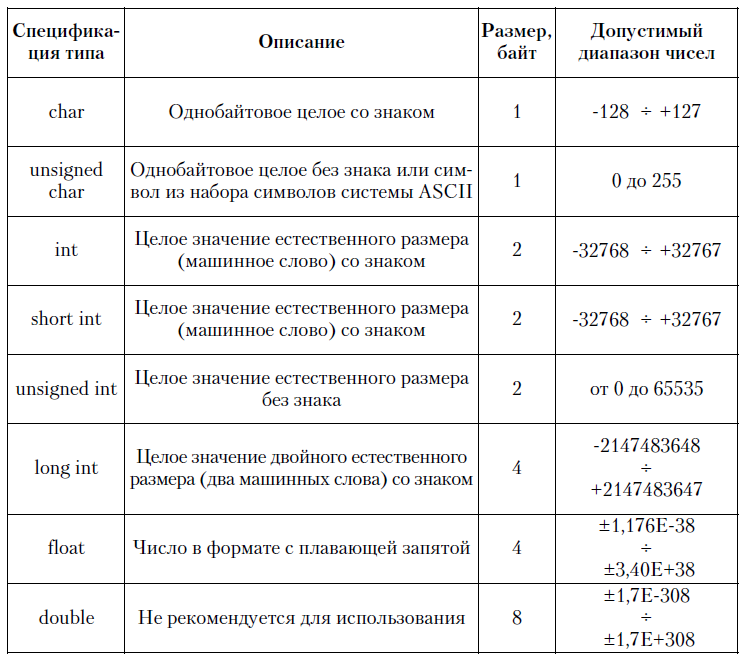 Специфика-
ция типа
Описание
Размер,
байт
Допустимый
диапазон чисел
char
Однобайтовое целое со знаком
1
-128 ÷ +127
unsigned
char
Однобайтовое целое без знака или сим-
вол из набора символов системы ASCII
1
0 до 255
int
Целое значение естественного размера
(машинное слово) со знаком
2
-32768 ÷ +32767
short int
Целое значение естественного размера
(машинное слово) со знаком
2
-32768 ÷ +32767
unsigned int
Целое значение естественного размера
без знака
2
от 0 до 65535
long int
Целое значение двойного естественного
размера (два машинных слова) со знаком
4
-2147483648
÷
+2147483647
float
Число в формате с плавающей запятой
4
±1,176E-38
÷
±3,40E+38
double
Не рекомендуется для использования
8
±1,7E-308
÷
±1,7E+308